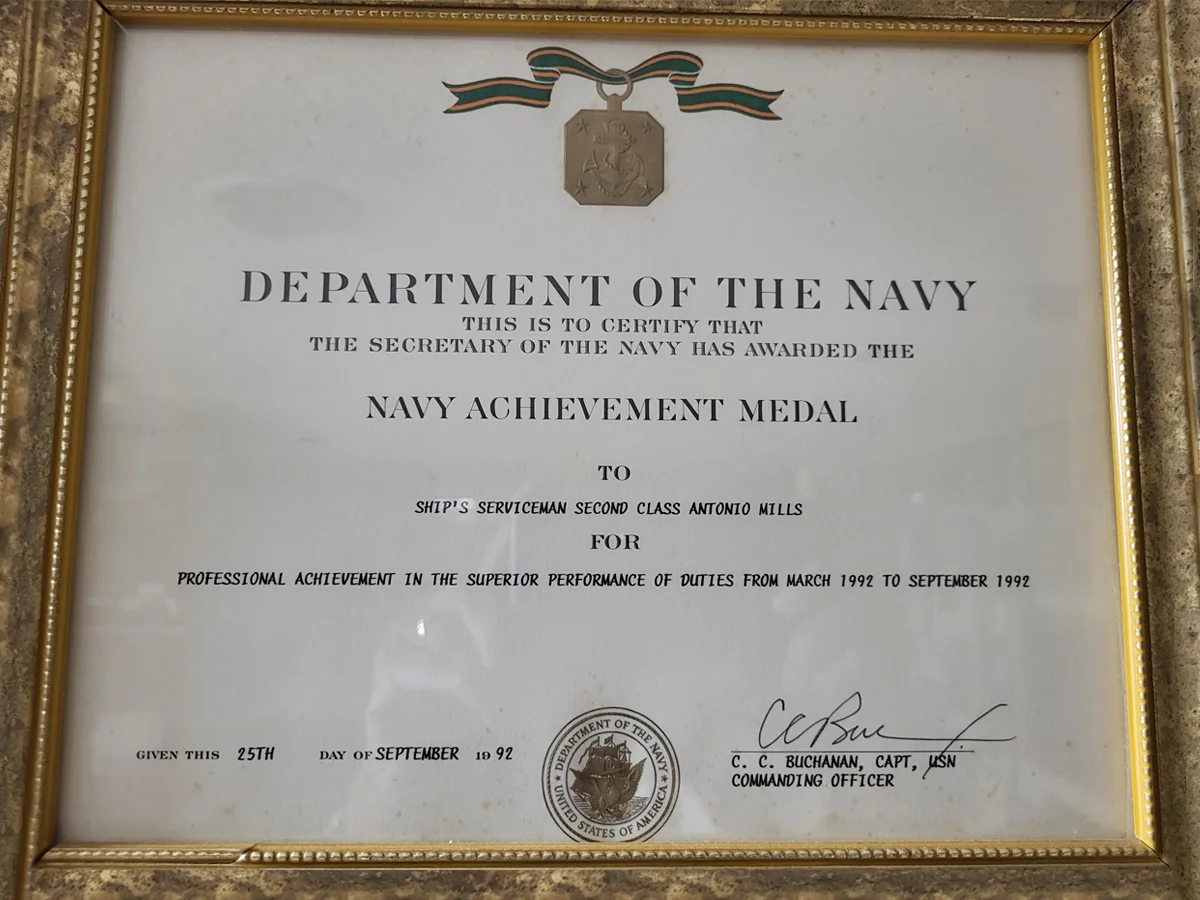 DEPARTMENT OF THE NAVY
THIS IS TO CERTIFY THAT
THE SECRETARY OF THE NAVY HAS AWARDED THE
NAVY ACHIEVEMENT MEDAL
TO
SHIP'S SERVICEMAN SECOND CLASS ANTONIO MILLS
FOR
PROFESSIONAL ACHIEVEMENT IN THE SUPERIOR PERFORMANCE OF DUTIES FROM MARCH 1992 TO SEPTEMBER 1992
GIVEN THIS 25TH DAY OF SEPTEMBER 19 92
DEPARTMENT OF THE NAVY
UNITED STATES OF AMERICA
C. C. BUCHANAN, CAPT, USN
COMMANDING OFFICER